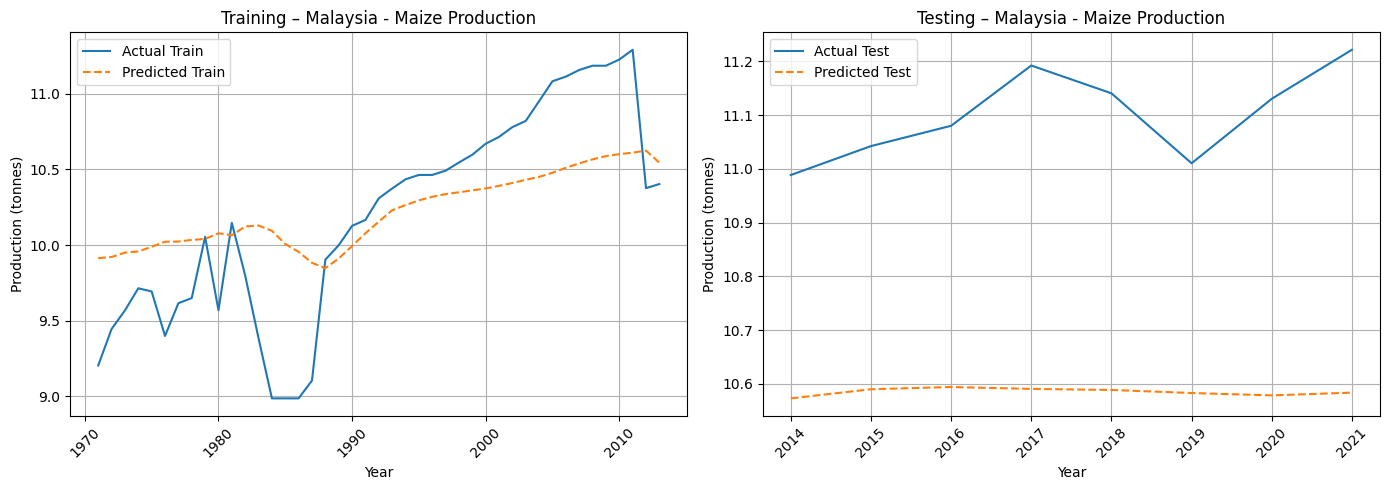 Training – Malaysia - Maize Production
Actual Train
Predicted Train
Production (tonnes)
11.0
10.5
10.0
9.5
9.0
1970
1980
1990
2000
2010
Year
Testing – Malaysia - Maize Production
Actual Test
Predicted Test
Production (tonnes)
11.2
11.1
11.0
10.9
10.8
10.7
10.6
2014
2015
2016
2017
2018
2019
2020
2021
Year